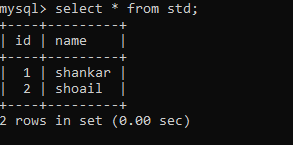 mysql> select * from std;
+----+---------+
| id | name    |
+----+---------+
|  1 | shankar |
|  2 | shoail  |
+----+---------+
2 rows in set (0.00 sec)